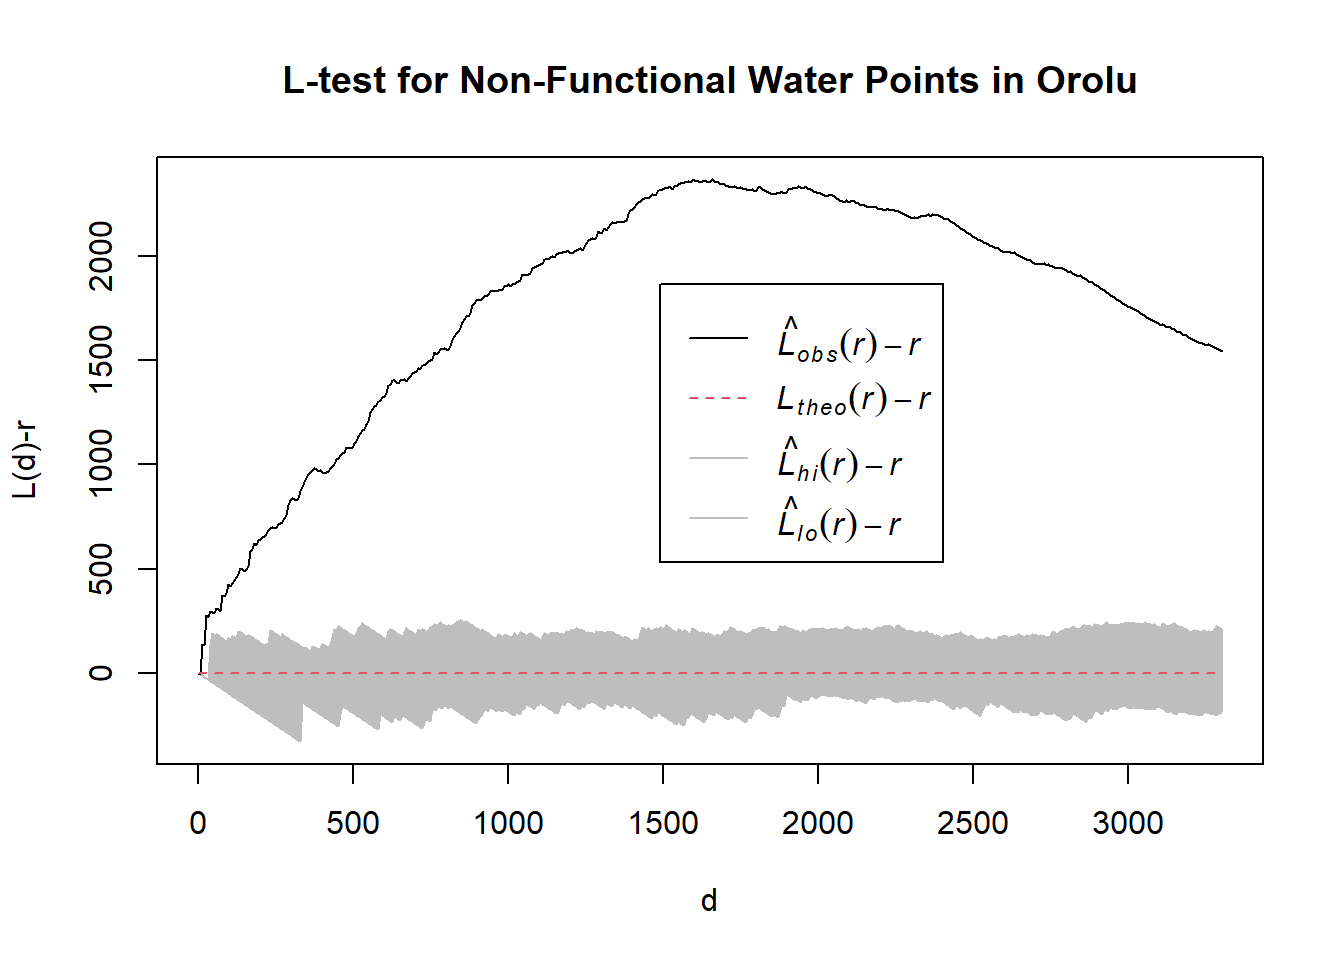 L-test for Non-Functional Water Points in Orolu
L(d)-r
2000
1500
1000
500
0
L̂obs(r) − r
Ltheo(r) − r
L̂hi(r) − r
L̂lo(r) − r
0 500 1000 1500 2000 2500 3000
d